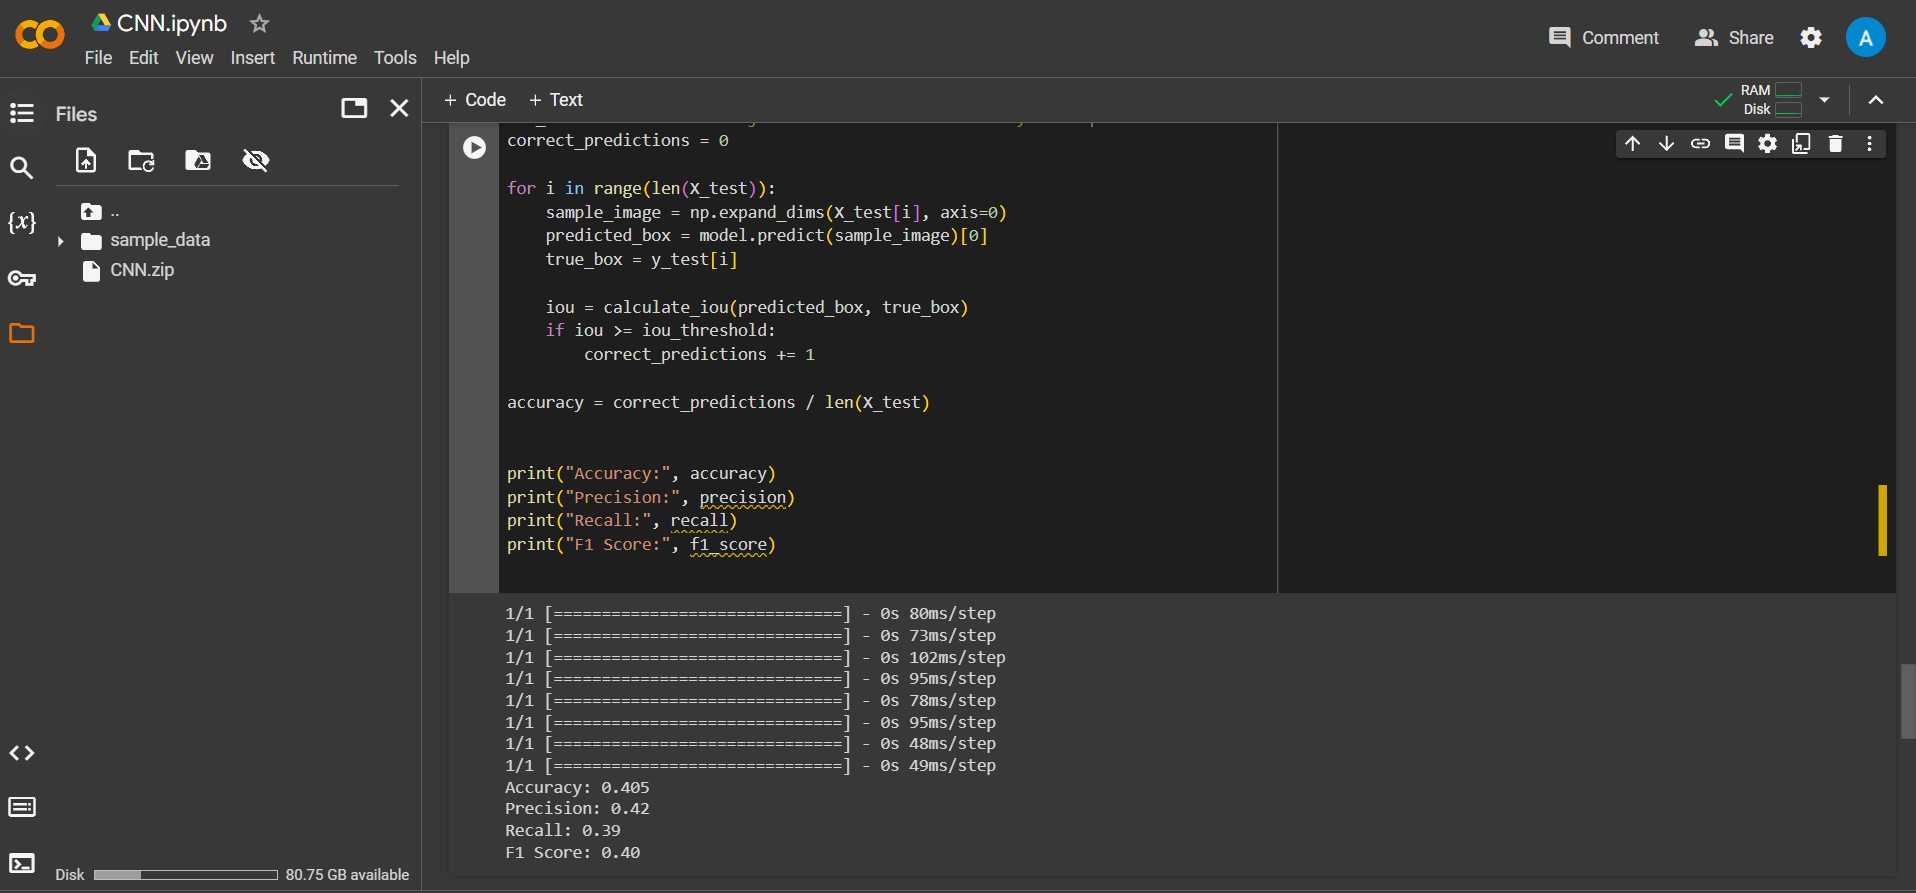 CNN.ipynb
File Edit View Insert Runtime Tools Help
Comment
Share
A
Files
..
sample_data
CNN.zip
{x}
Disk 80.75 GB available
+ Code + Text
RAM
Disk
correct_predictions = 0
for i in range(len(X_test)):
    sample_image = np.expand_dims(X_test[i], axis=0)
    predicted_box = model.predict(sample_image)[0]
    true_box = y_test[i]
    iou = calculate_iou(predicted_box, true_box)
    if iou >= iou_threshold:
        correct_predictions += 1
accuracy = correct_predictions / len(X_test)
print("Accuracy:", accuracy)
print("Precision:", precision)
print("Recall:", recall)
print("F1 Score:", f1_score)
1/1 [==============================] - 0s 80ms/step
1/1 [==============================] - 0s 73ms/step
1/1 [==============================] - 0s 102ms/step
1/1 [==============================] - 0s 95ms/step
1/1 [==============================] - 0s 78ms/step
1/1 [==============================] - 0s 95ms/step
1/1 [==============================] - 0s 48ms/step
1/1 [==============================] - 0s 49ms/step
Accuracy: 0.405
Precision: 0.42
Recall: 0.39
F1 Score: 0.40